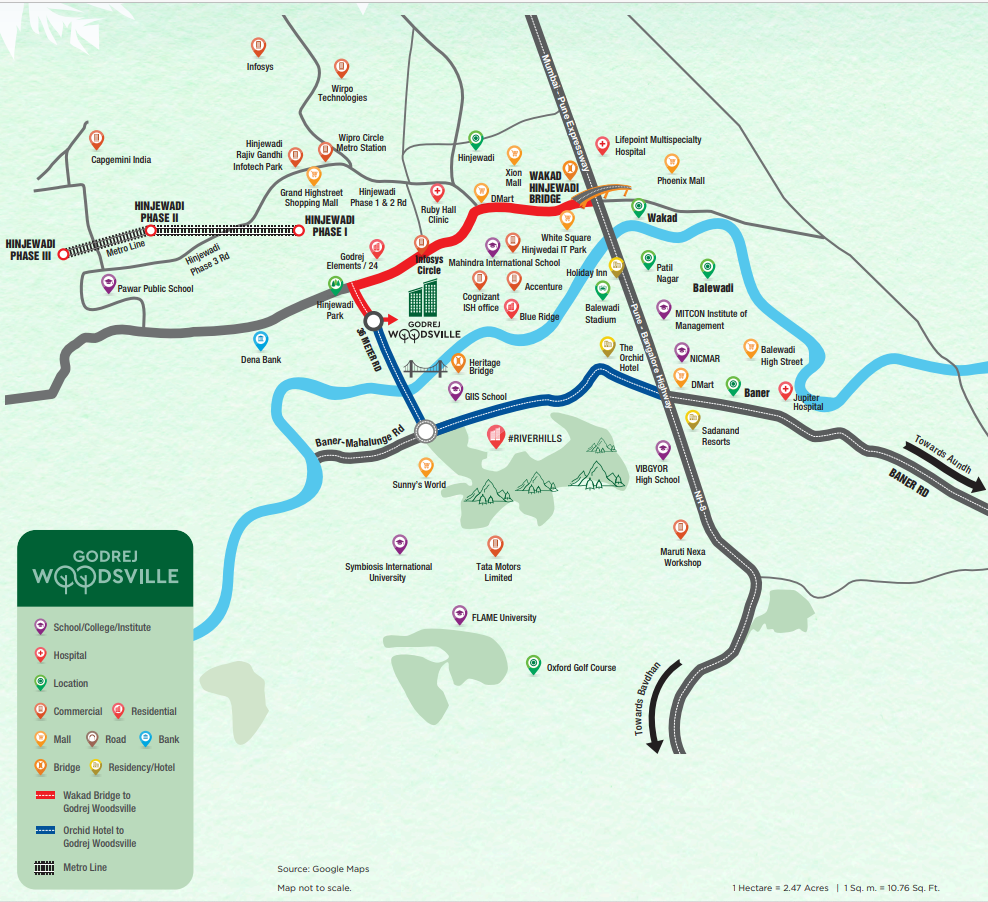 Infosys
Wirpo
Technologies
Mumbai - Pune Expressway
Capgemini India
Hinjewadi
Rajiv Gandhi
Infotech Park
Wipro Circle
Metro Station
Hinjewadi
Xion
Mall
Lifepoint Multispecialty
Hospital
Phoenix Mall
WAKAD
HINJEWADI
BRIDGE
Grand Highstreet
Shopping Mall
Hinjewadi
Phase 1 & 2 Rd
Ruby Hall
Clinic
DMart
Wakad
HINJEWADI
PHASE III
HINJEWADI
PHASE II
HINJEWADI
PHASE I
Metro Line
Hinjewadi
Phase 3 Rd
White Square
Hinjwedai IT Park
Godrej
Elements / 24
Infosys
Circle
Mahindra International School
Holiday Inn
Patil
Nagar
Balewadi
Pawar Public School
Hinjewadi
Park
Cognizant
ISH office
Accenture
Blue Ridge
Balewadi
Stadium
MITCON Institute of
Management
GODREJ
WOODSVILLE
36 METER RD
Pune - Bangalore Highway
Dena Bank
Heritage
Bridge
The
Orchid
Hotel
NICMAR
Balewadi
High Street
GIIS School
DMart
Baner
Jupiter
Hospital
Baner-Mahalunge Rd
#RIVERHILLS
Sadanand
Resorts
Towards Aundh
BANER RD
Sunny's World
VIBGYOR
High School
NH-8
Symbiosis International
University
Tata Motors
Limited
Maruti Nexa
Workshop
FLAME University
Oxford Golf Course
Towards Bavdhan
GODREJ
WOODSVILLE
School/College/Institute
Hospital
Location
Commercial Residential
Mall Road Bank
Bridge Residency/Hotel
Wakad Bridge to
Godrej Woodsville
Orchid Hotel to
Godrej Woodsville
Metro Line
Source: Google Maps
Map not to scale.
1 Hectare = 2.47 Acres | 1 Sq. m. = 10.76 Sq. Ft.